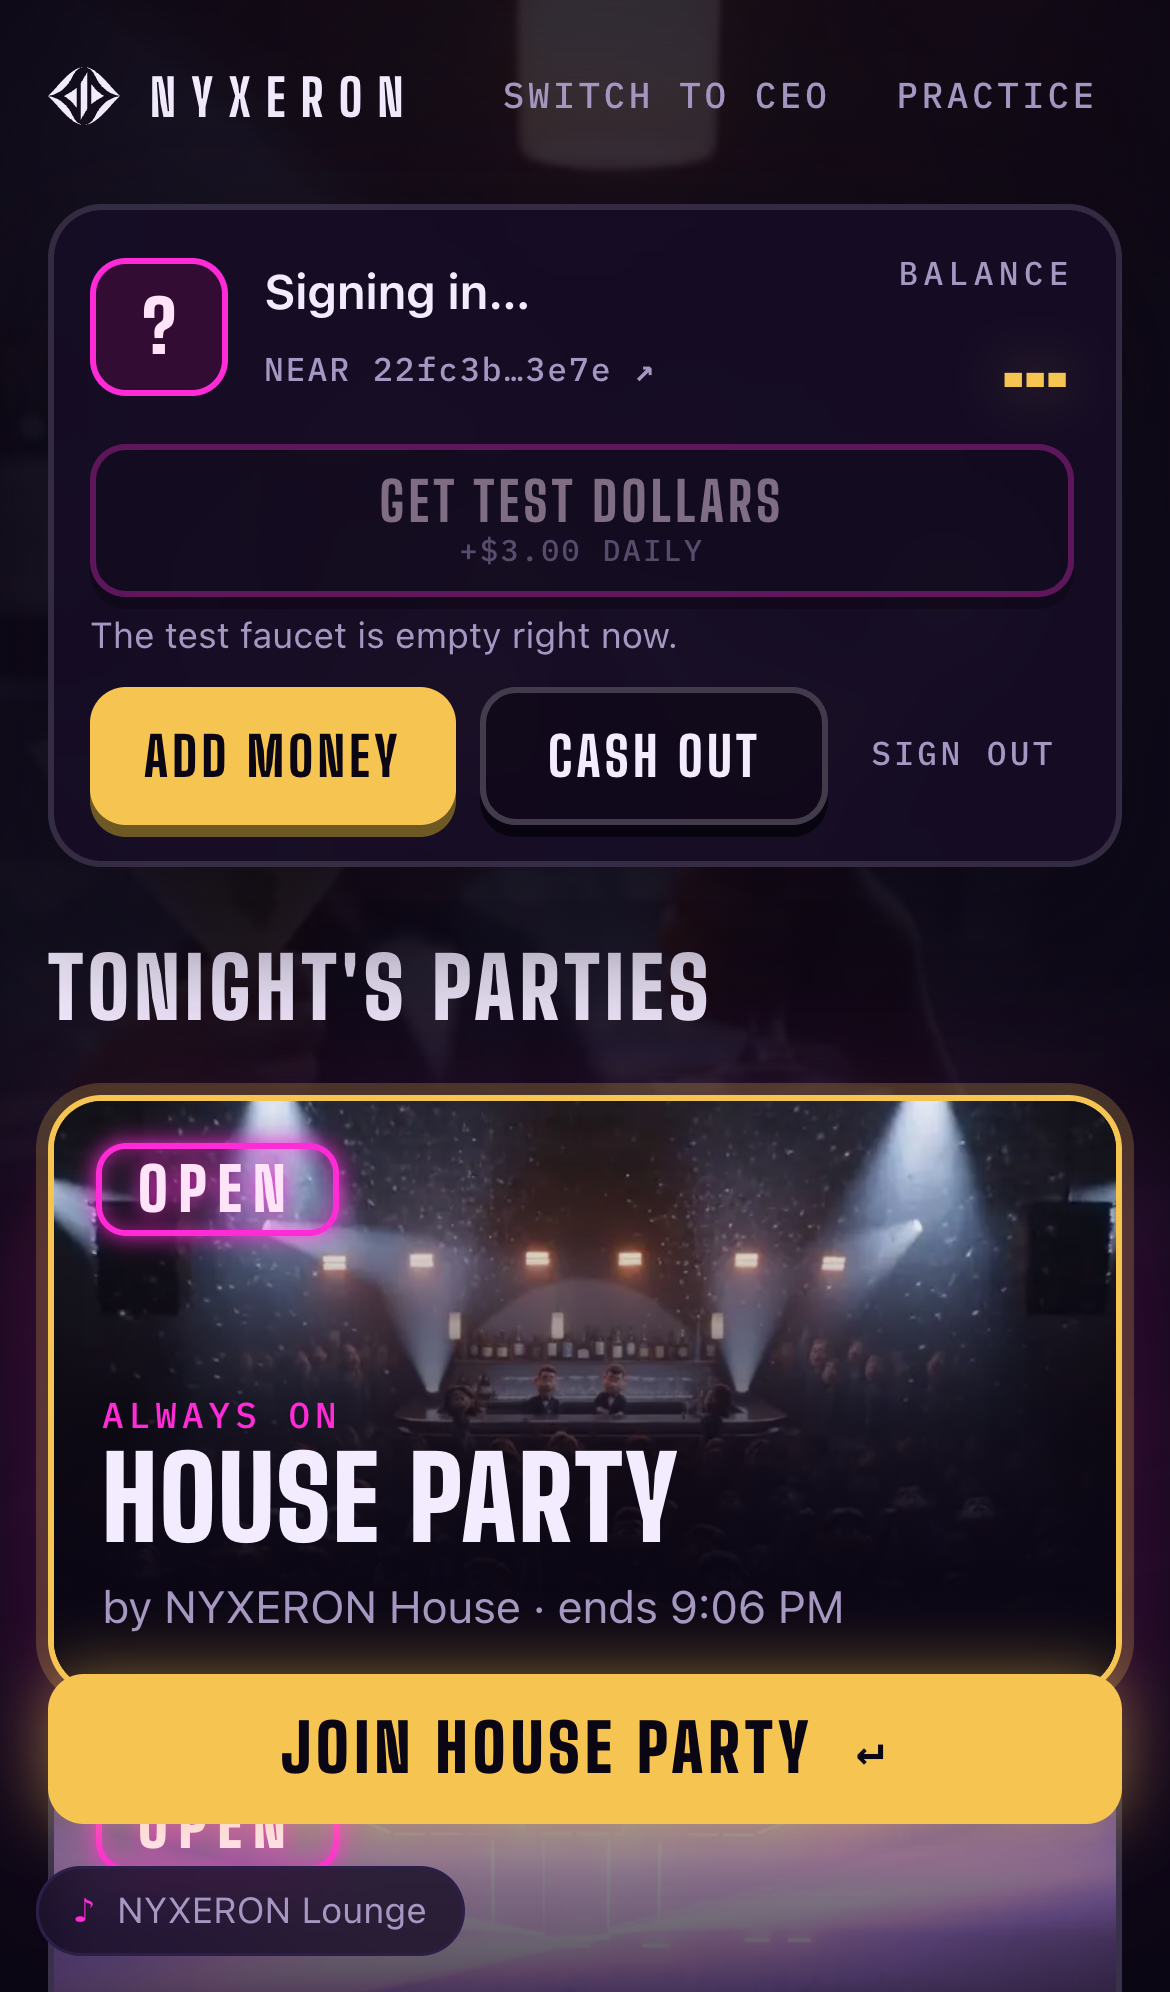 NYXERON
SWITCH TO CEO
PRACTICE
?
Signing in...
BALANCE
NEAR 22fc3b…3e7e ↗
---
GET TEST DOLLARS
+$3.00 DAILY
The test faucet is empty right now.
ADD MONEY
CASH OUT
SIGN OUT
TONIGHT'S PARTIES
OPEN
ALWAYS ON
HOUSE PARTY
by NYXERON House · ends 9:06 PM
JOIN HOUSE PARTY ↵
OPEN
♪ NYXERON Lounge